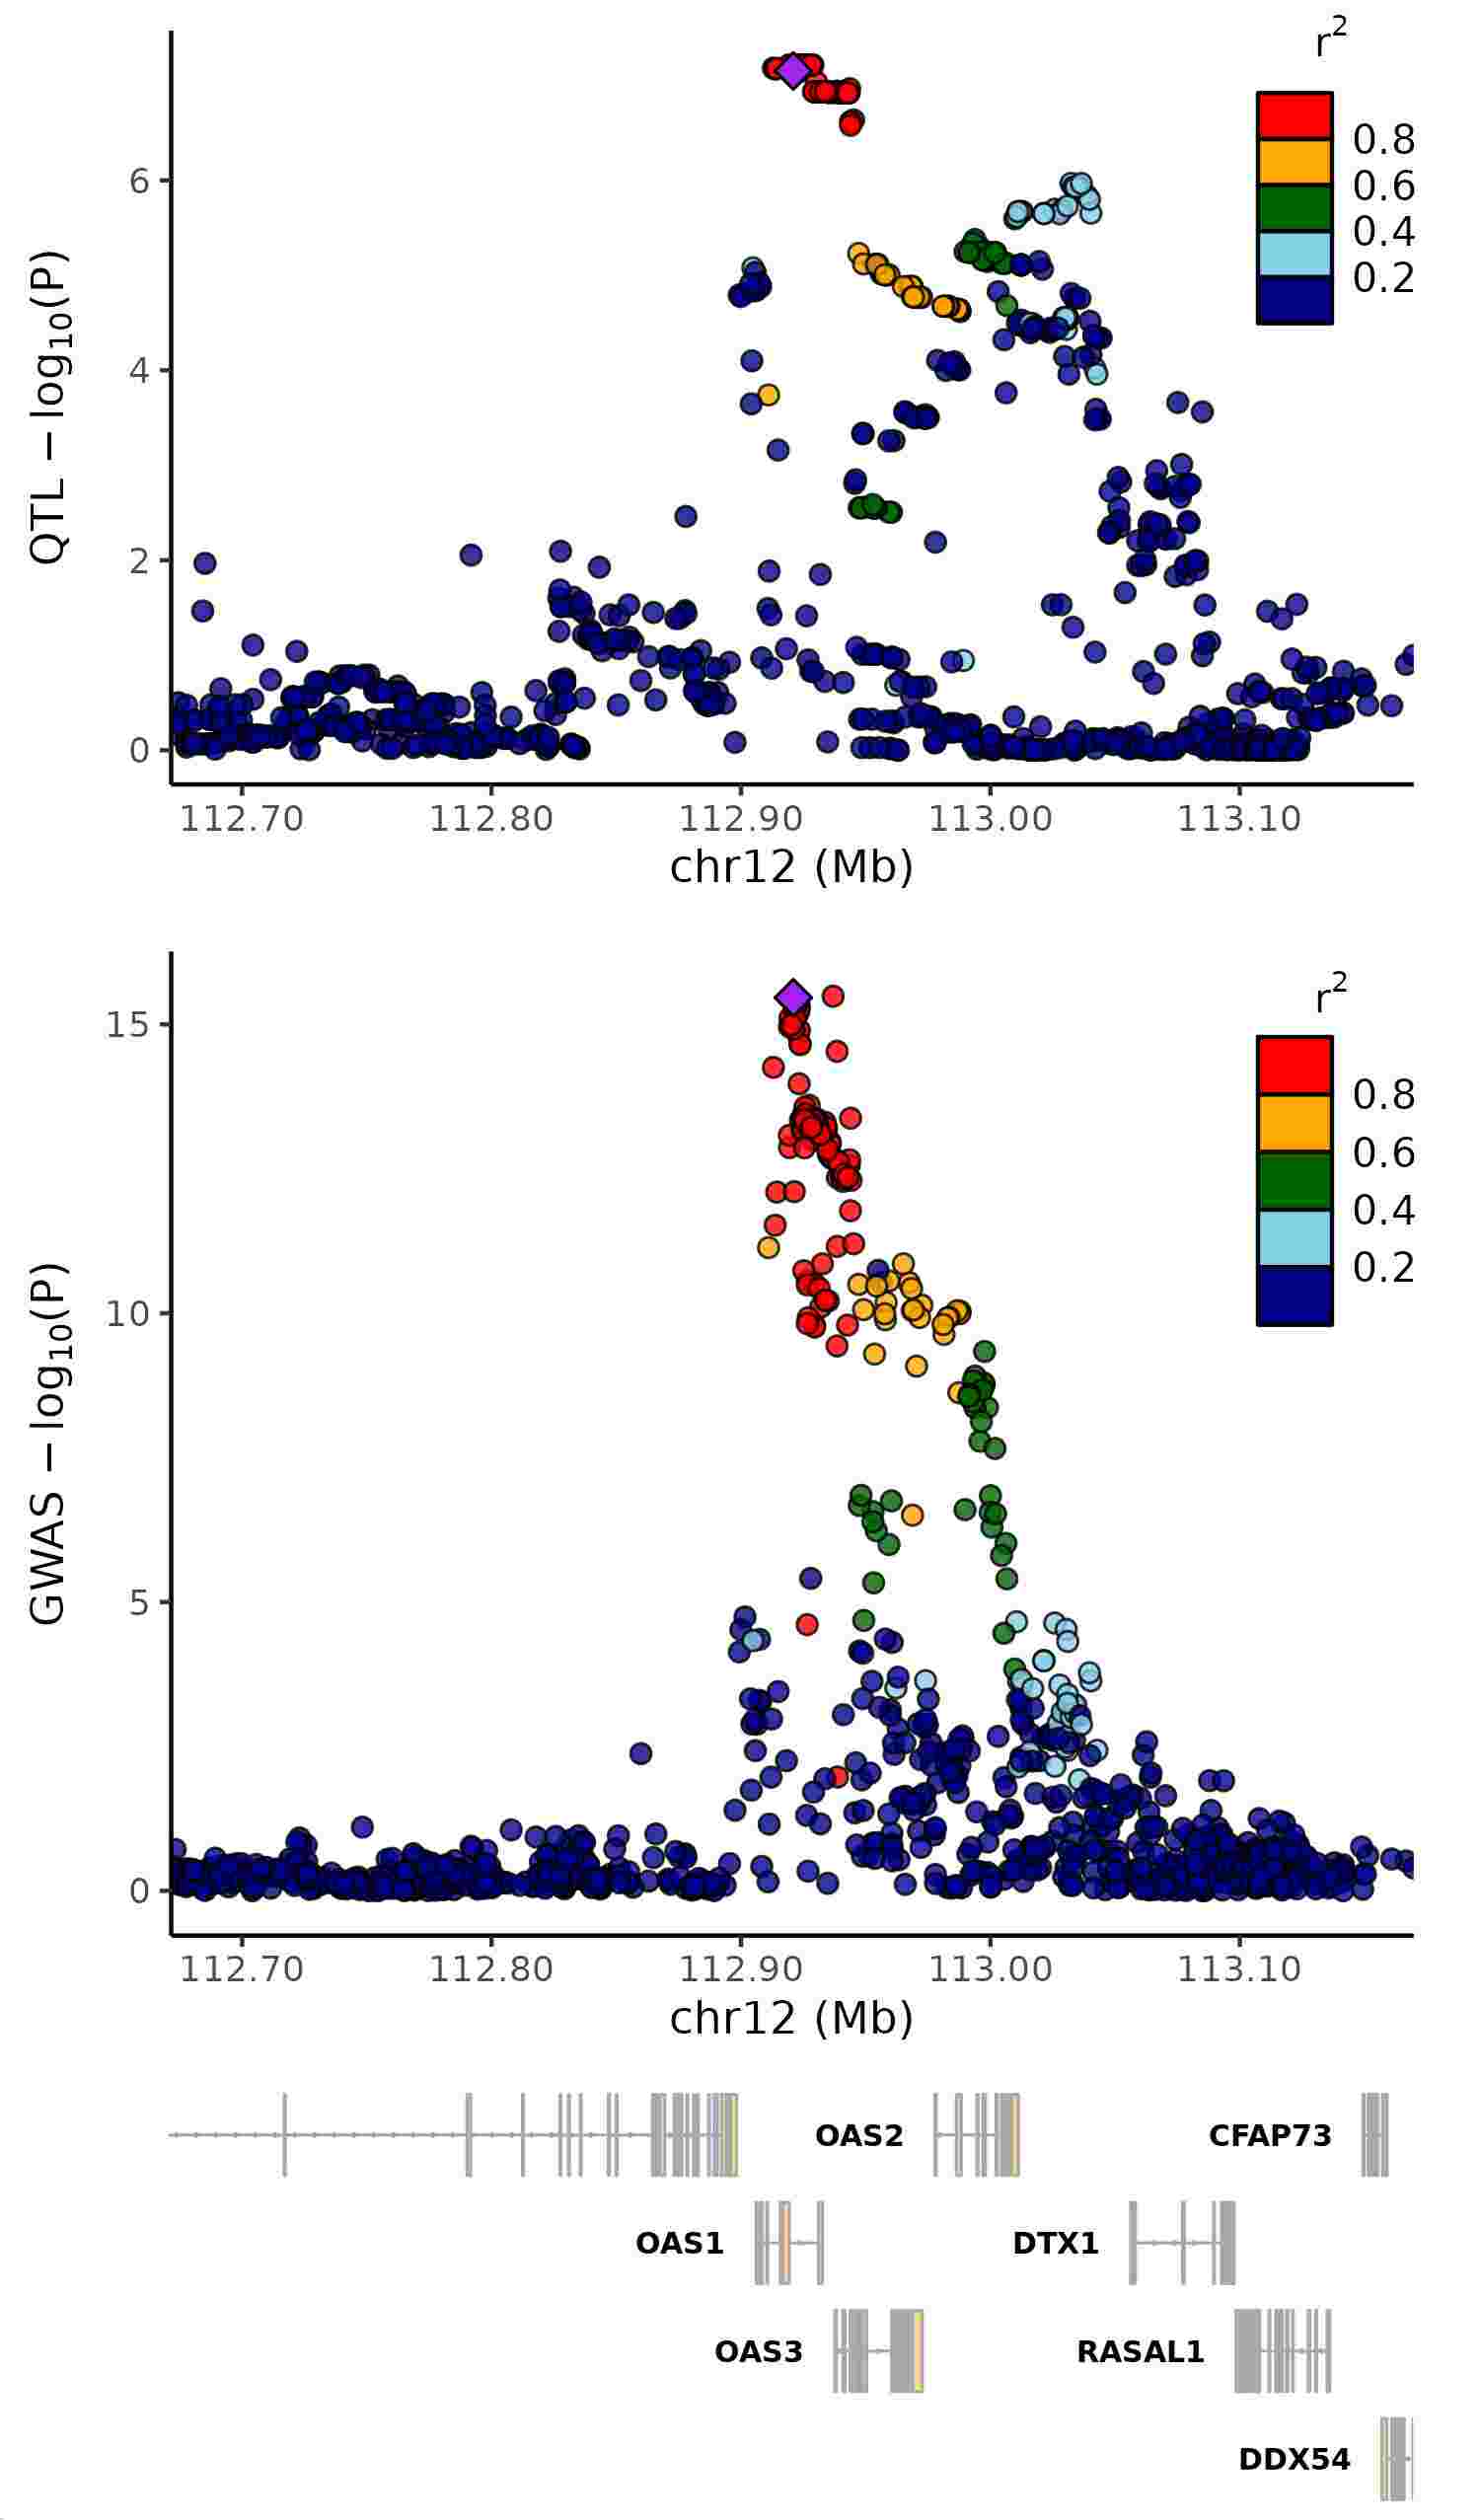 r2
0.8
0.6
0.4
0.2
QTL − log10(P)
6
4
2
0
112.70 112.80 112.90 113.00 113.10
chr12 (Mb)
r2
0.8
0.6
0.4
0.2
GWAS − log10(P)
15
10
5
0
112.70 112.80 112.90 113.00 113.10
chr12 (Mb)
OAS2 CFAP73
OAS1 DTX1
OAS3 RASAL1
DDX54